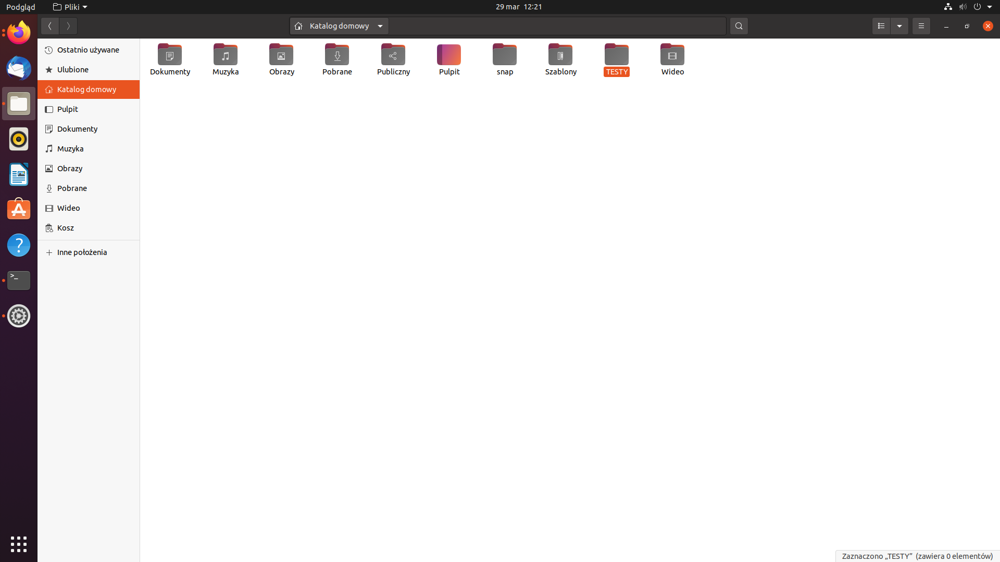 Podgląd
Pliki
29 mar 12:21
Katalog domowy
Ostatnio używane
Ulubione
Katalog domowy
Pulpit
Dokumenty
Muzyka
Obrazy
Pobrane
Wideo
Kosz
Inne położenia
Dokumenty
Muzyka
Obrazy
Pobrane
Publiczny
Pulpit
snap
Szablony
TESTY
Wideo
Zaznaczono „TESTY” (zawiera 0 elementów)